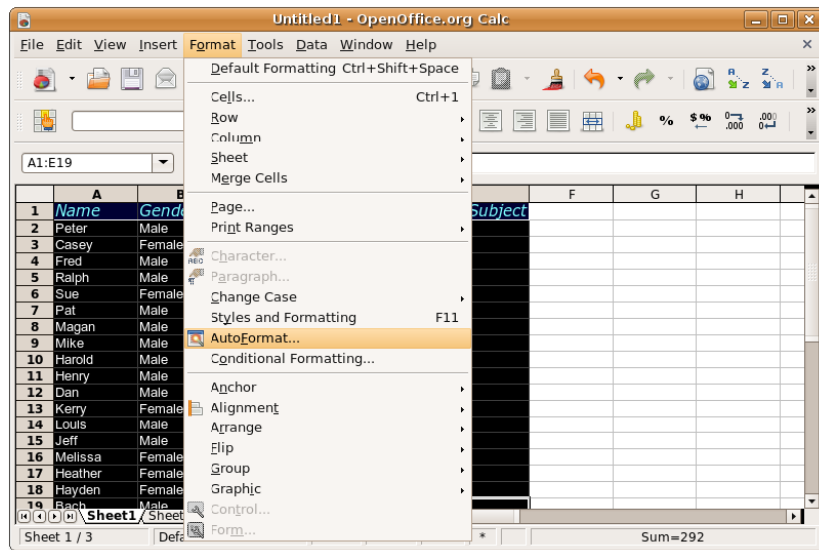 Untitled1 - OpenOffice.org Calc
File Edit View Insert Format Tools Data Window Help
Default Formatting Ctrl+Shift+Space
Cells... Ctrl+1
Row
Column
Sheet
Merge Cells
Page...
Print Ranges
Character...
Paragraph...
Change Case
Styles and Formatting F11
AutoFormat...
Conditional Formatting...
Anchor
Alignment
Arrange
Flip
Group
Graphic
Control...
Form...
A1:E19
A B F G H
1 Name Gende Subject
2 Peter Male
3 Casey Female
4 Fred Male
5 Ralph Male
6 Sue Female
7 Pat Male
8 Magan Male
9 Mike Male
10 Harold Male
11 Henry Male
12 Dan Male
13 Kerry Female
14 Louis Male
15 Jeff Male
16 Melissa Female
17 Heather Female
18 Hayden Female
19 Bach Male
Sheet1 Sheet
Sheet 1 / 3 Defa * Sum=292